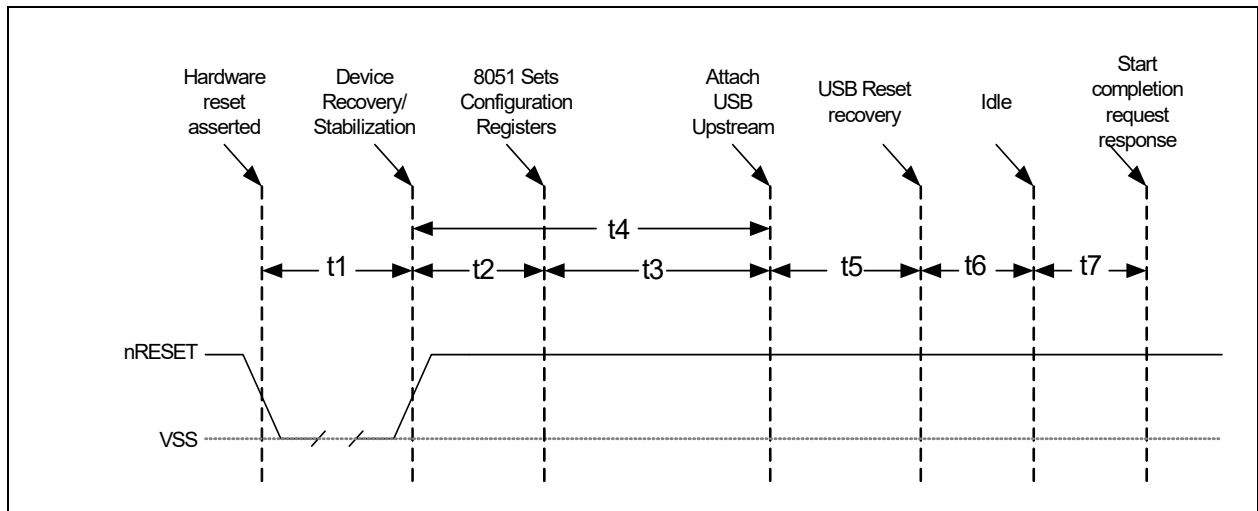 Hardware
reset
asserted
Device
Recovery/
Stabilization
8051 Sets
Configuration
Registers
Attach
USB
Upstream
USB Reset
recovery
Idle
Start
completion
request
response
t4
t1
t2
t3
t5
t6
t7
nRESET
VSS